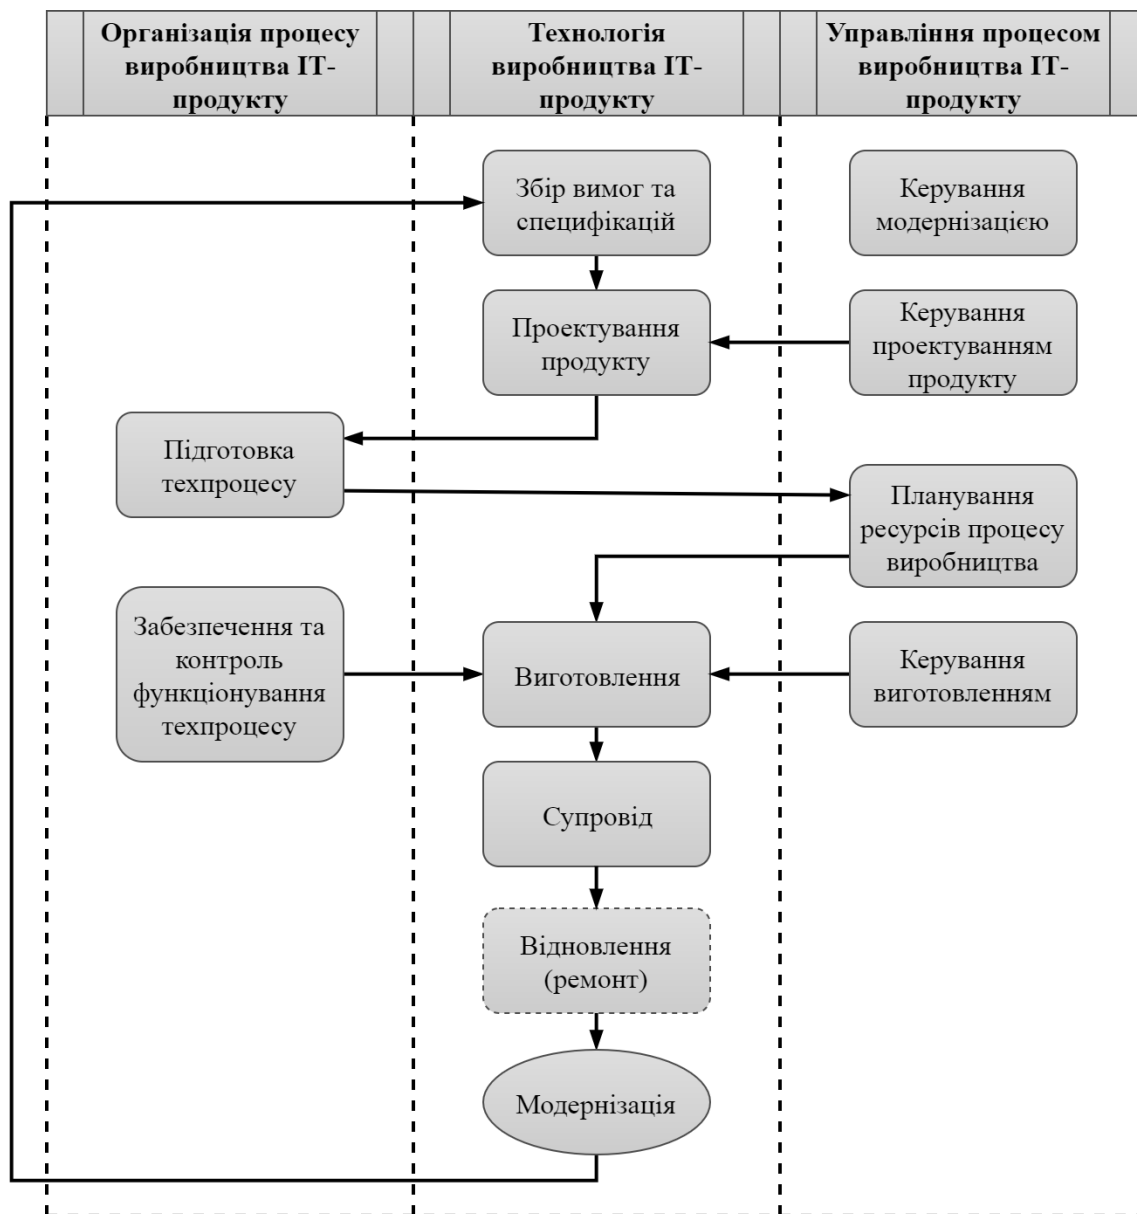 Організація процесу
виробництва ІТ-
продукту
Технологія
виробництва ІТ-
продукту
Управління процесом
виробництва ІТ-
продукту
Збір вимог та
специфікацій
Керування
модернізацією
Проектування
продукту
Керування
проектуванням
продукту
Підготовка
техпроцесу
Планування
ресурсів процесу
виробництва
Забезпечення та
контроль
функціонування
техпроцесу
Виготовлення
Керування
виготовленням
Супровід
Відновлення
(ремонт)
Модернізація